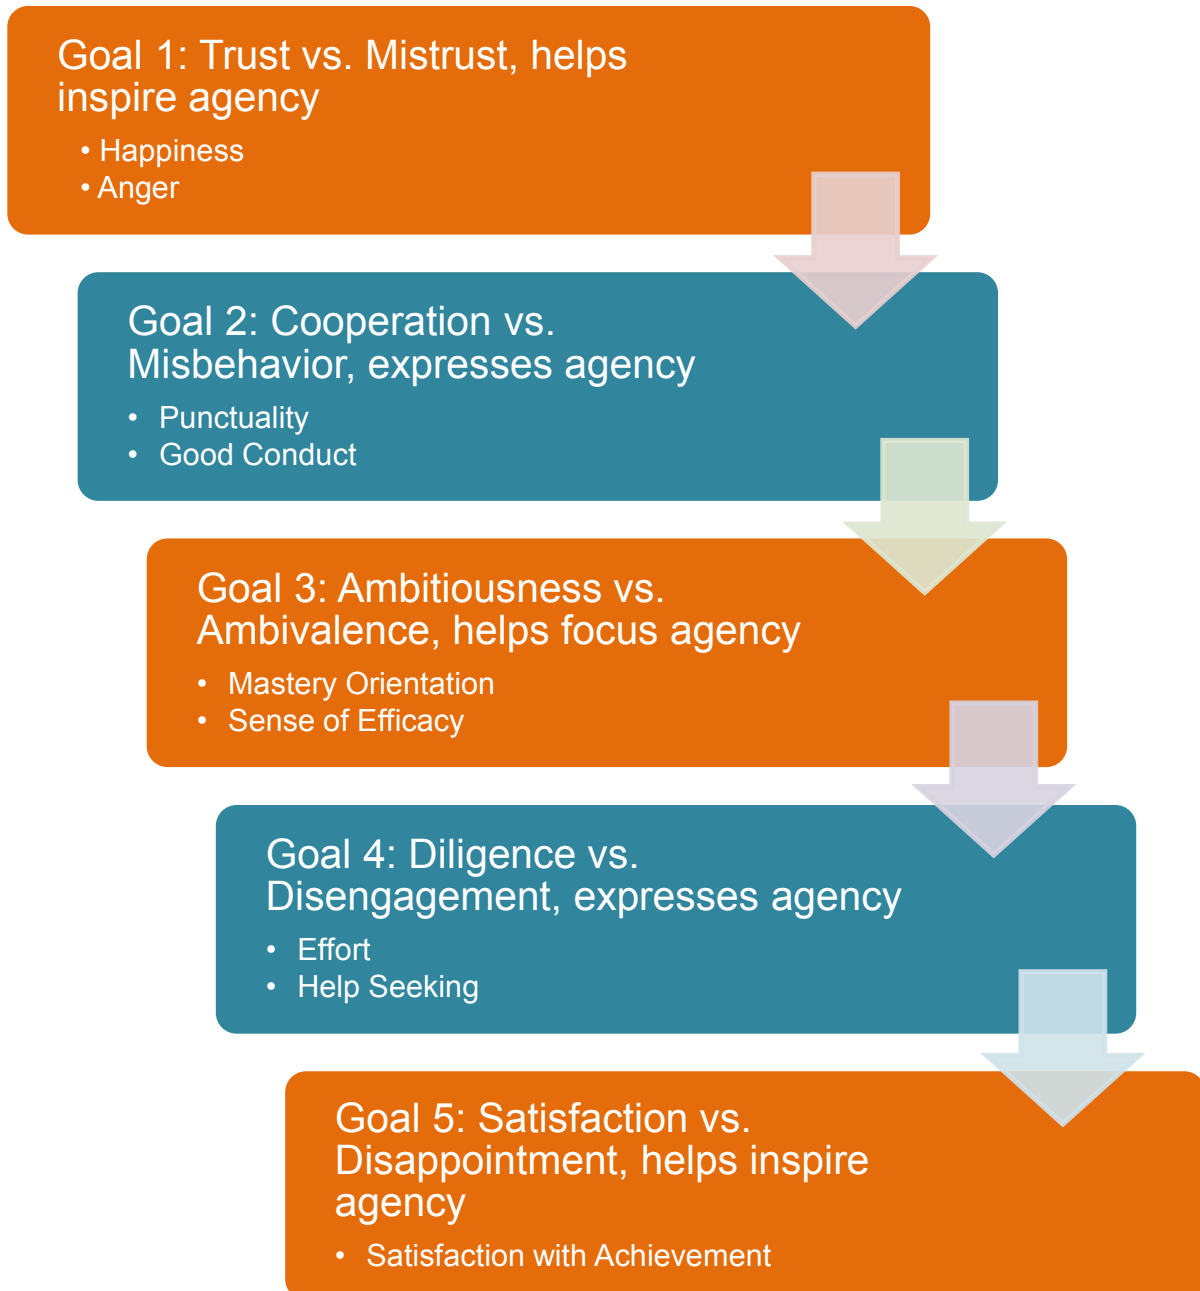 Goal 1: Trust vs. Mistrust, helps
inspire agency
• Happiness
• Anger
Goal 2: Cooperation vs.
Misbehavior, expresses agency
• Punctuality
• Good Conduct
Goal 3: Ambitiousness vs.
Ambivalence, helps focus agency
• Mastery Orientation
• Sense of Efficacy
Goal 4: Diligence vs.
Disengagement, expresses agency
• Effort
• Help Seeking
Goal 5: Satisfaction vs.
Disappointment, helps inspire
agency
• Satisfaction with Achievement